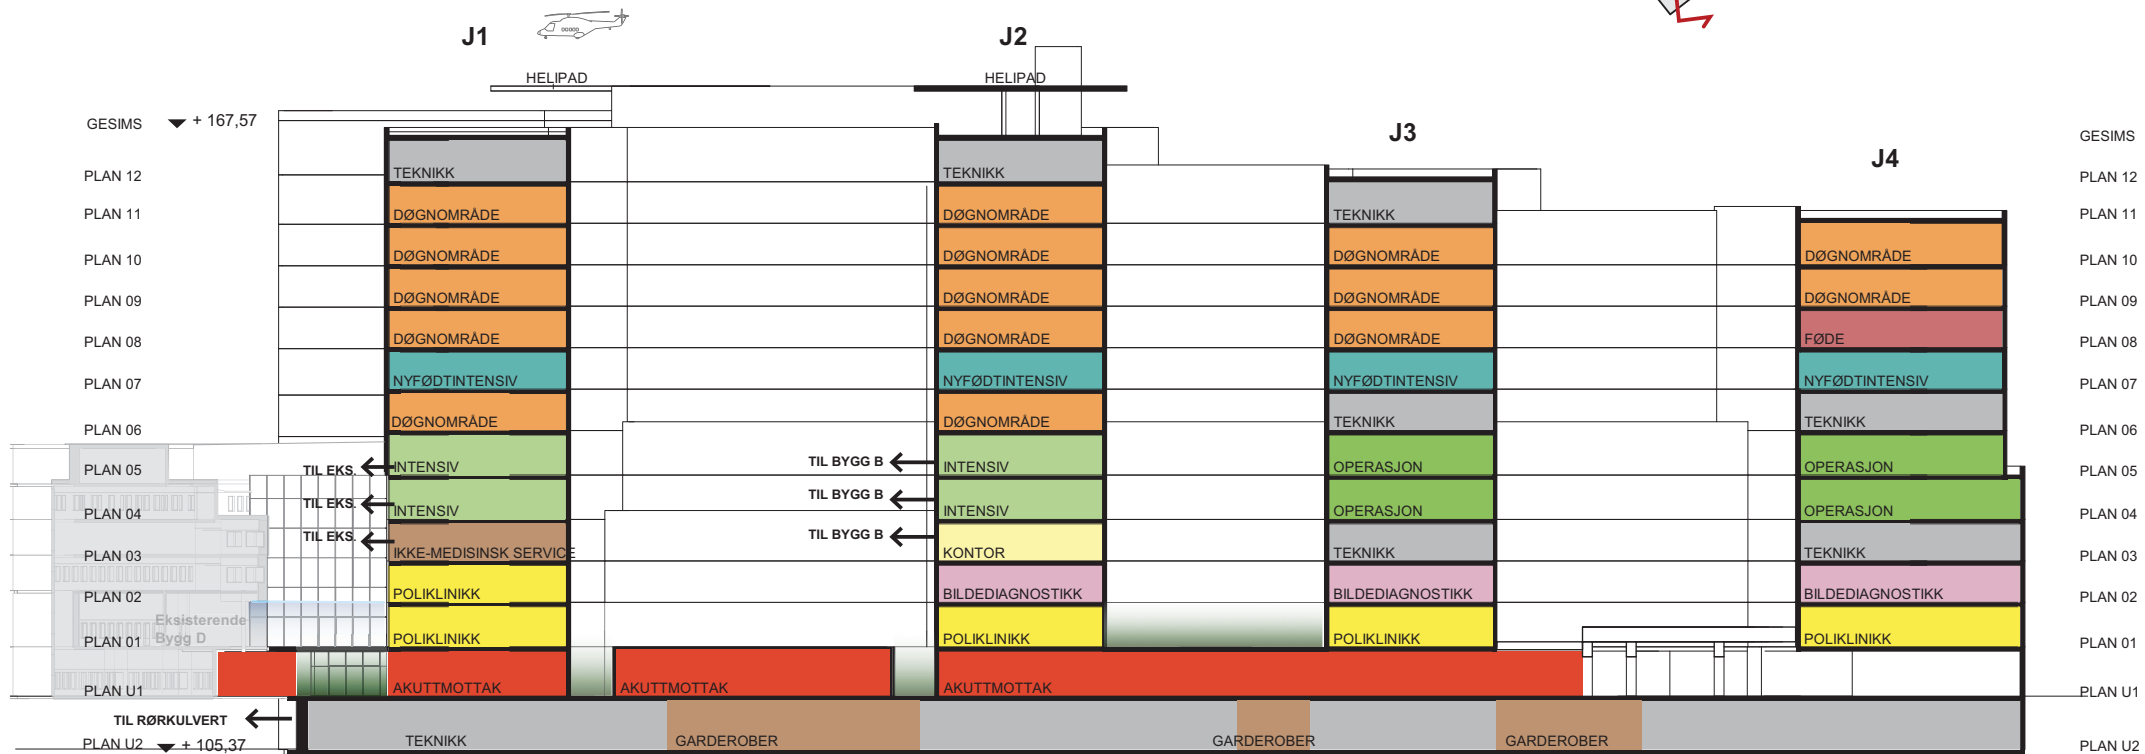 J1
J2
HELIPAD
HELIPAD
GESIMS + 167,57
J3
GESIMS
J4
PLAN 12
TEKNIKK
TEKNIKK
PLAN 12
PLAN 11
DØGNOMRÅDE
DØGNOMRÅDE
TEKNIKK
PLAN 11
PLAN 10
DØGNOMRÅDE
DØGNOMRÅDE
DØGNOMRÅDE
DØGNOMRÅDE
PLAN 10
PLAN 09
DØGNOMRÅDE
DØGNOMRÅDE
DØGNOMRÅDE
DØGNOMRÅDE
PLAN 09
PLAN 08
DØGNOMRÅDE
DØGNOMRÅDE
DØGNOMRÅDE
FØDE
PLAN 08
PLAN 07
NYFØDTINTENSIV
NYFØDTINTENSIV
NYFØDTINTENSIV
NYFØDTINTENSIV
PLAN 07
PLAN 06
DØGNOMRÅDE
DØGNOMRÅDE
TEKNIKK
TEKNIKK
PLAN 06
PLAN 05
TIL EKS.
INTENSIV
TIL BYGG B
INTENSIV
OPERASJON
OPERASJON
PLAN 05
PLAN 04
TIL EKS.
INTENSIV
TIL BYGG B
INTENSIV
OPERASJON
OPERASJON
PLAN 04
PLAN 03
TIL EKS.
IKKE-MEDISINSK SERVICE
TIL BYGG B
KONTOR
TEKNIKK
TEKNIKK
PLAN 03
PLAN 02
POLIKLINIKK
BILDEDIAGNOSTIKK
BILDEDIAGNOSTIKK
BILDEDIAGNOSTIKK
PLAN 02
Eksisterende
Bygg D
PLAN 01
POLIKLINIKK
POLIKLINIKK
POLIKLINIKK
POLIKLINIKK
PLAN 01
PLAN U1
AKUTTMOTTAK
AKUTTMOTTAK
AKUTTMOTTAK
PLAN U1
TIL RØRKULVERT
PLAN U2 + 105,37
TEKNIKK
GARDEROBER
GARDEROBER
GARDEROBER
PLAN U2